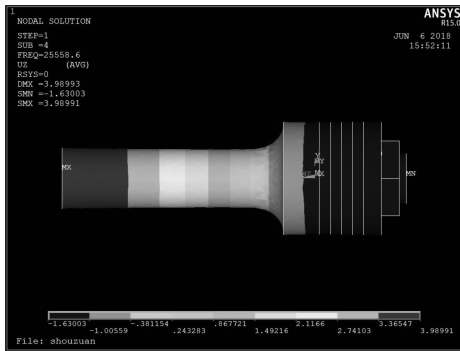 1
NODAL SOLUTION
STEP=1
SUB =4
FREQ=25558.6
UZ (AVG)
RSYS=0
DMX =3.98993
SMN =-1.63003
SMX =3.98991
ANSYS
R15.0
JUN 6 2018
15:52:11
MX
Y
MN
-1.63003 -.381154 .867721 2.1166 3.36547
-1.00559 .243283 1.49216 2.74103 3.98991
File: shouzuan